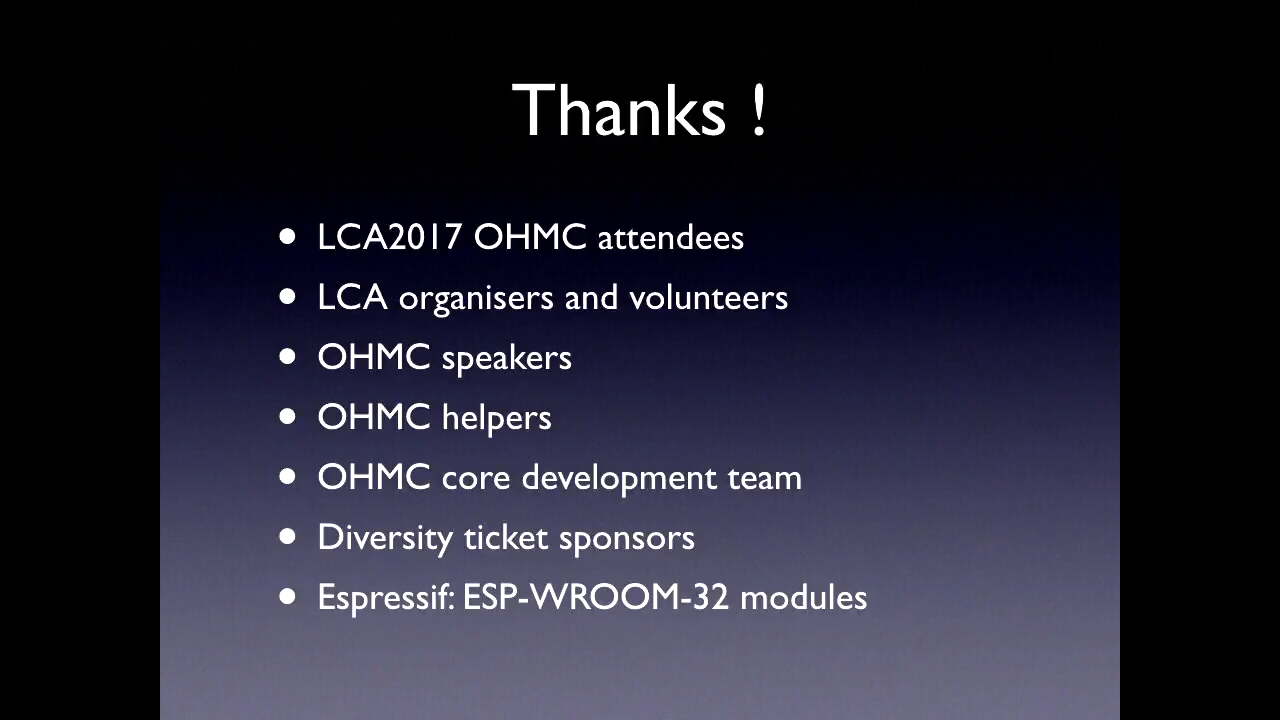 Thanks !
• LCA2017 OHMC attendees
• LCA organisers and volunteers
• OHMC speakers
• OHMC helpers
• OHMC core development team
• Diversity ticket sponsors
• Espressif: ESP-WROOM-32 modules